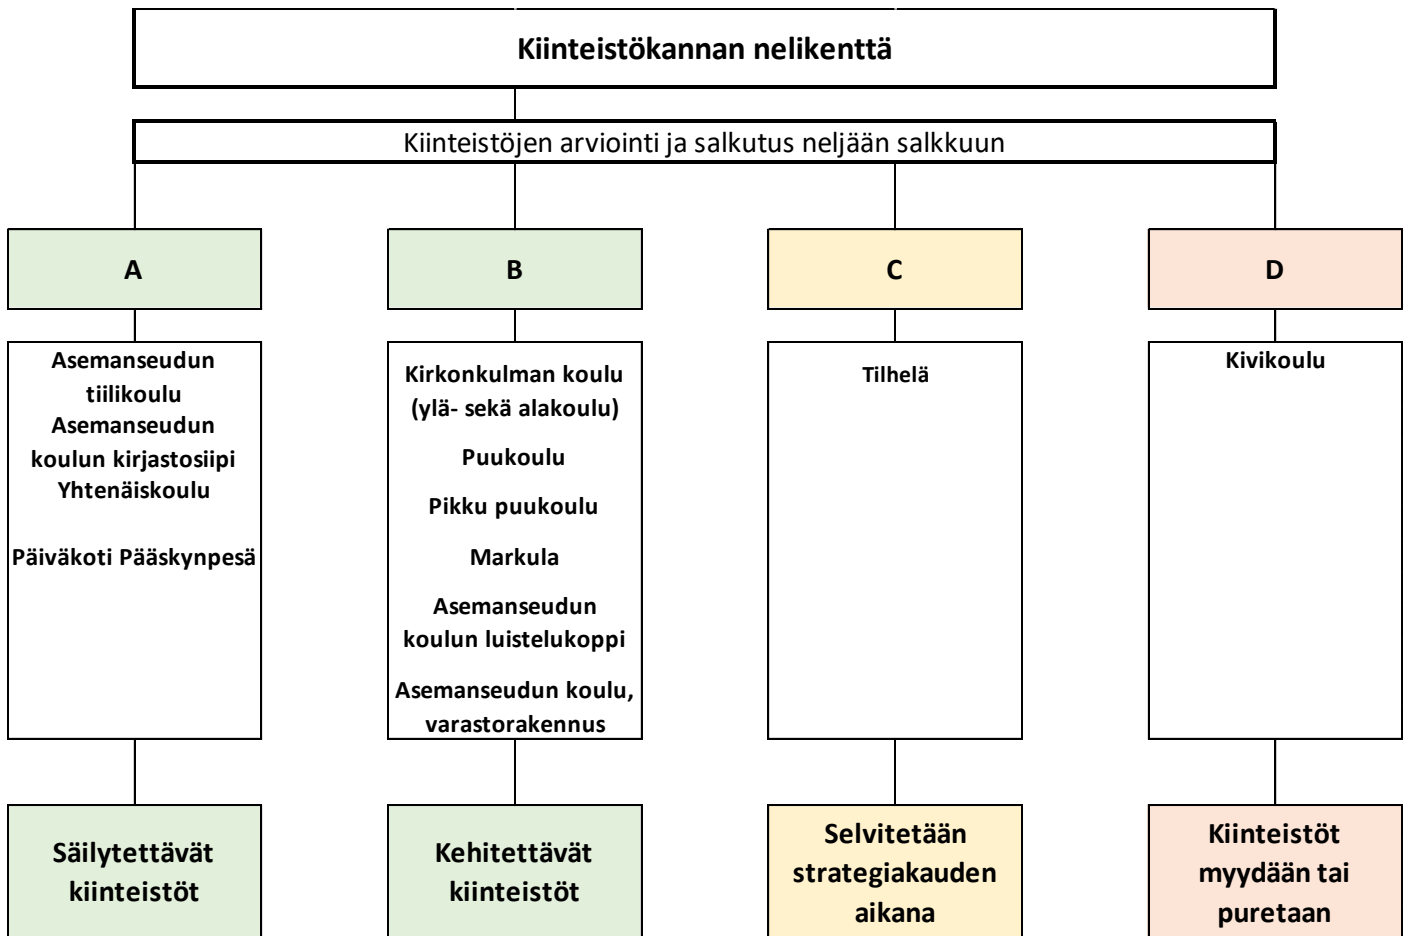 Kiinteistökannan nelikenttä
Kiinteistöjen arviointi ja salkutus neljään salkkuun
A
Asemanseudun
tiilikoulu
Asemanseudun
koulun kirjastosiipi
Yhtenäiskoulu
Päiväkoti Pääskynpesä
Säilytettävät
kiinteistöt
B
Kirkonkulman koulu
(ylä- sekä alakoulu)
Puukoulu
Pikku puukoulu
Markula
Asemanseudun
koulun luistelukoppi
Asemanseudun koulu,
varastorakennus
Kehitettävät
kiinteistöt
C
Tilhelä
Selvitetään
strategiakauden
aikana
D
Kivikoulu
Kiinteistöt
myydään tai
puretaan